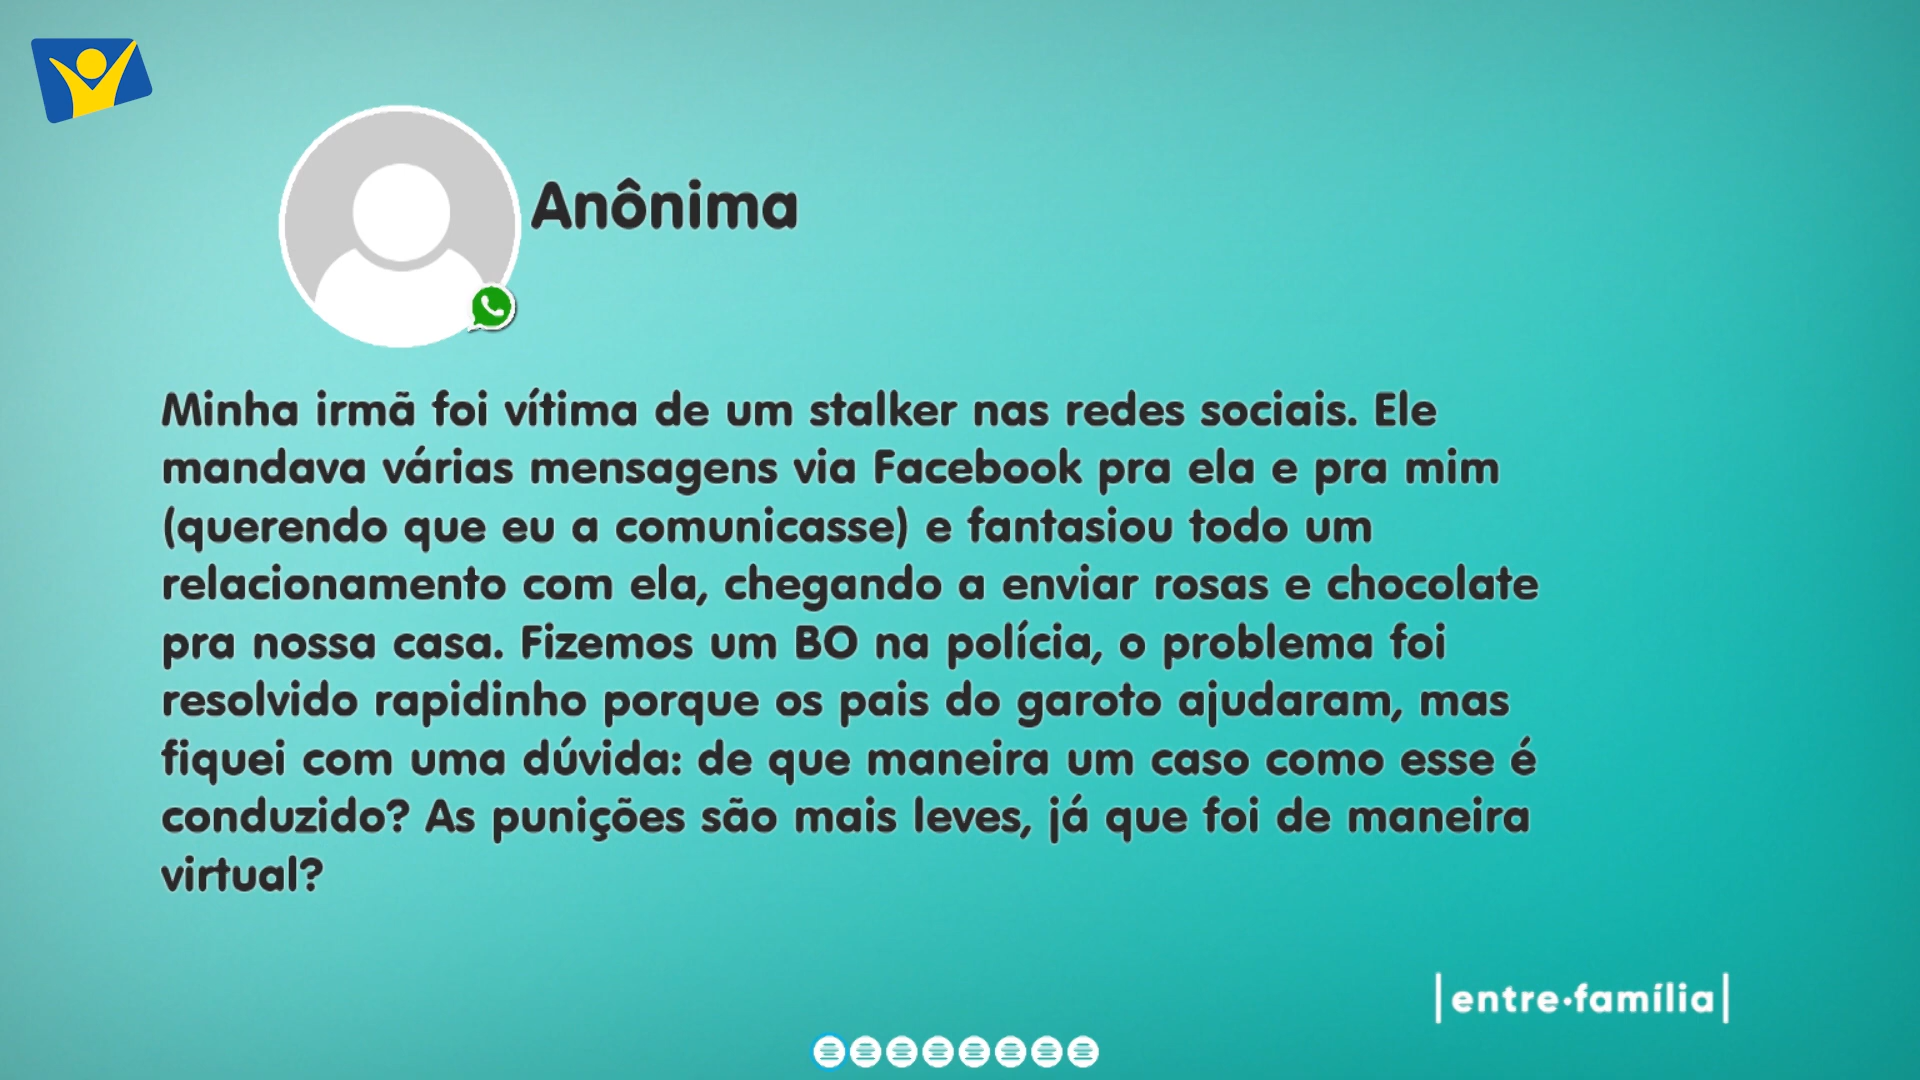 Anônima
Minha irmã foi vítima de um stalker nas redes sociais. Ele
mandava várias mensagens via Facebook pra ela e pra mim
(querendo que eu a comunicasse) e fantasiou todo um
relacionamento com ela, chegando a enviar rosas e chocolate
pra nossa casa. Fizemos um BO na polícia, o problema foi
resolvido rapidinho porque os pais do garoto ajudaram, mas
fiquei com uma dúvida: de que maneira um caso como esse é
conduzido? As punições são mais leves, já que foi de maneira
virtual?
|entre·família|